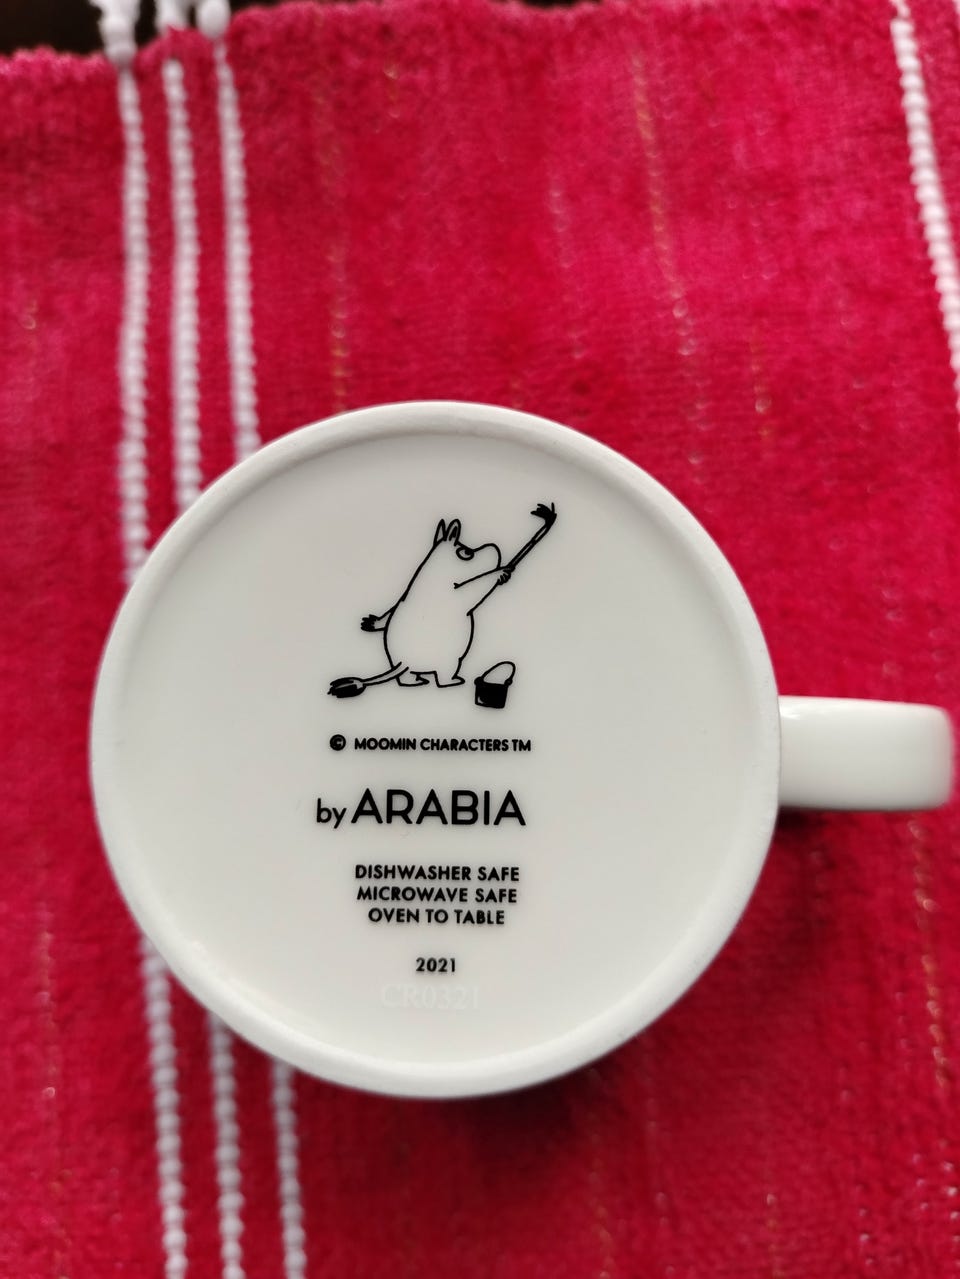 © MOOMIN CHARACTERS TM
by ARABIA
DISHWASHER SAFE
MICROWAVE SAFE
OVEN TO TABLE
2021
CR0321